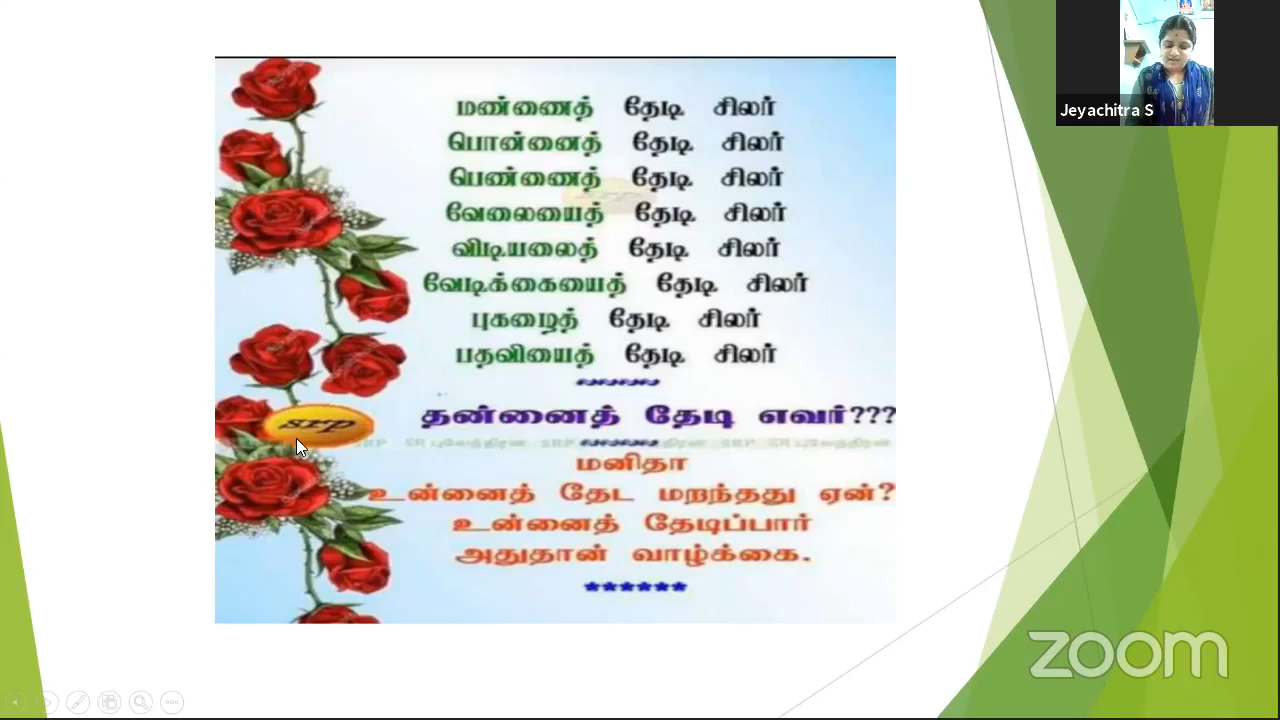 மண்ணைத் தேடி சிலர்
பொன்னைத் தேடி சிலர்
பெண்ணைத் தேடி சிலர்
வேலையைத் தேடி சிலர்
விடியலைத் தேடி சிலர்
வேடிக்கையைத் தேடி சிலர்
புகழைத் தேடி சிலர்
பதவியைத் தேடி சிலர்
~~~~~~
தன்னைத் தேடி எவர்???
srp
~~~~~~
மனிதா
உன்னைத் தேட மறந்தது ஏன்?
உன்னைத் தேடிப்பார்
அதுதான் வாழ்க்கை.
******
Jeyachitra S
zoom